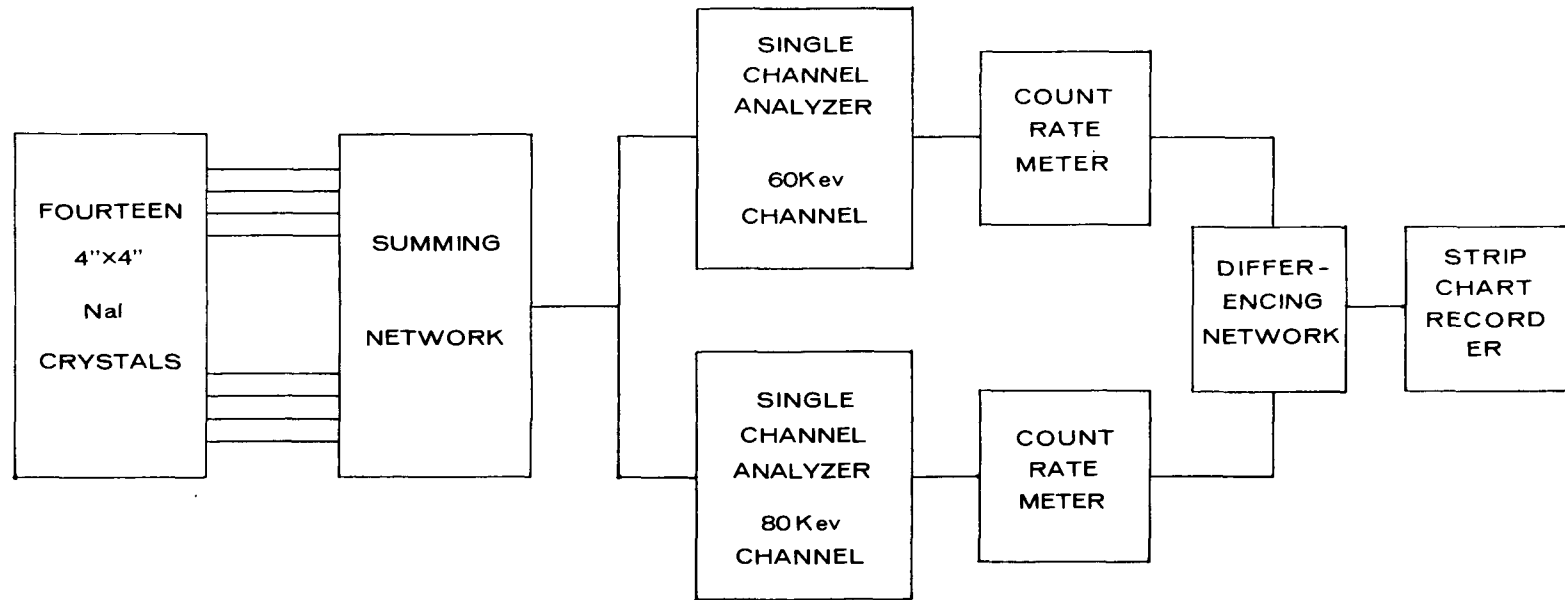 FOURTEEN
4"×4"
NaI
CRYSTALS
SUMMING
NETWORK
SINGLE
CHANNEL
ANALYZER
60Kev
CHANNEL
COUNT
RATE
METER
SINGLE
CHANNEL
ANALYZER
80Kev
CHANNEL
COUNT
RATE
METER
DIFFER-
ENCING
NETWORK
STRIP
CHART
RECORD
ER